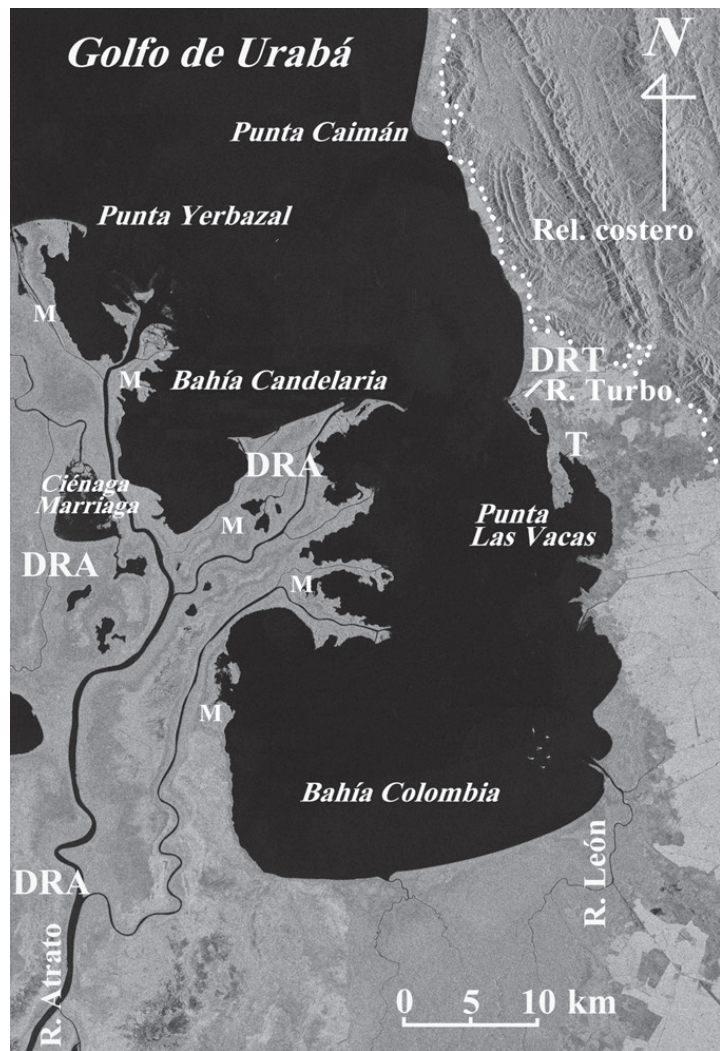 Golfo de Urabá
N
Punta Caimán
Punta Yerbazal
Rel. costero
M
DRT
M
Bahía Candelaria
R. Turbo
T
DRA
Ciénaga
Marriaga
M
Punta
Las Vacas
DRA
M
M
Bahía Colombia
R. León
DRA
R. Atrato
0 5 10 km